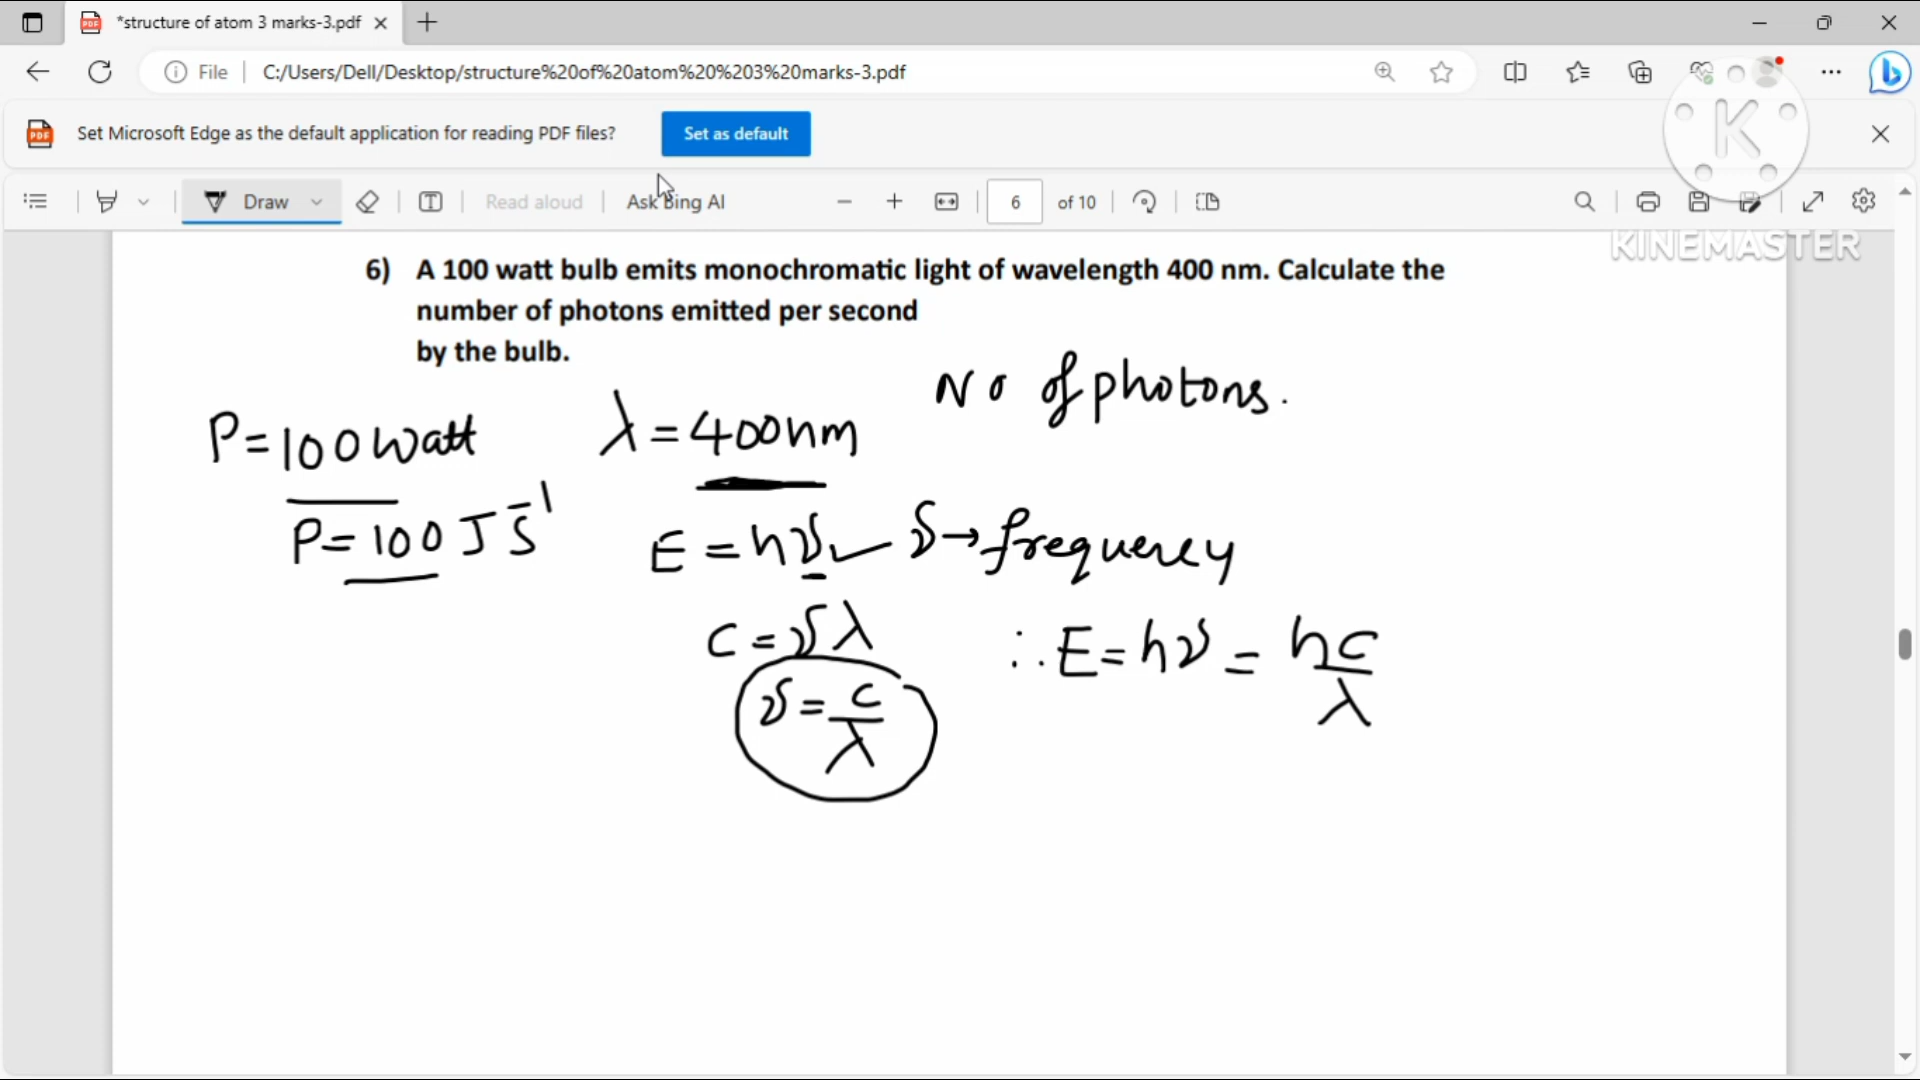 *structure of atom 3 marks-3.pdf
File C:/Users/Dell/Desktop/structure%20of%20atom%20%203%20marks-3.pdf
Set Microsoft Edge as the default application for reading PDF files? Set as default
Draw Read aloud Ask Bing AI 6 of 10
KINEMASTER
6) A 100 watt bulb emits monochromatic light of wavelength 400 nm. Calculate the
number of photons emitted per second
by the bulb.
No of photons.
P=100 watt λ=400nm
P=100 J s⁻¹
E=hν ν→frequency
C=νλ ∴E=hν=hc/λ
ν=c/λ